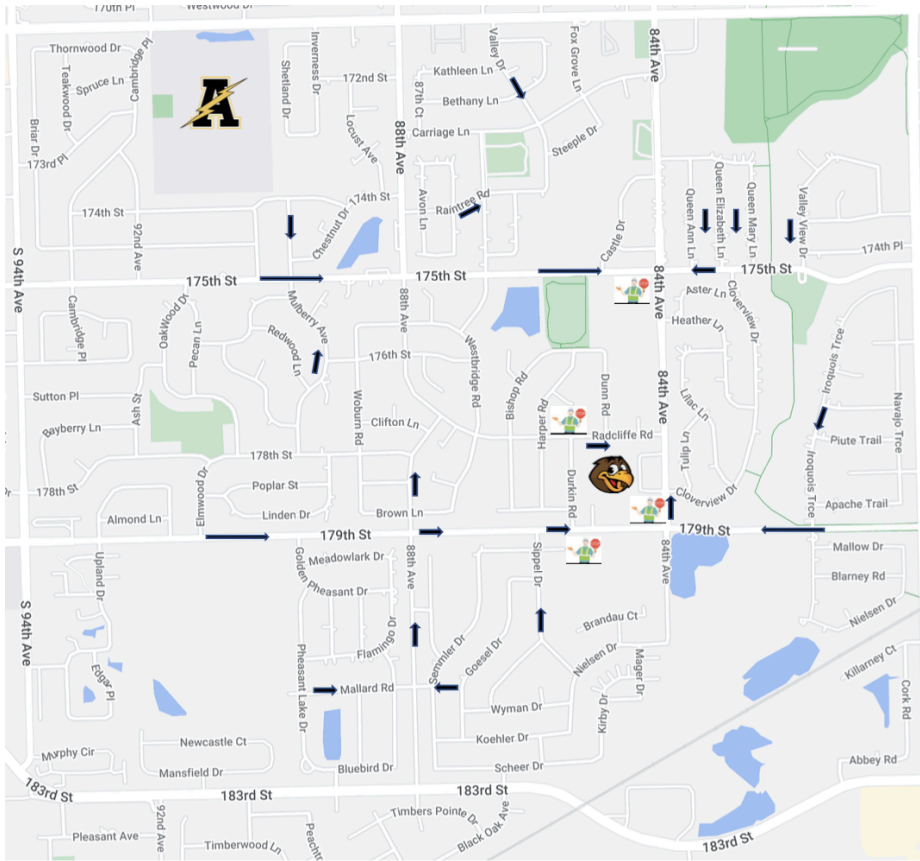 170th Pl
Westwood Dr
Thornwood Dr
Cambridge Pl
Teakwood Dr
Spruce Ln
Briar Dr
173rd Pl
A
Inverness Dr
Shetland Dr
172nd St
Locust Ave
88th Ave
87th Ct
Valley Dr
Kathleen Ln
Bethany Ln
Carriage Ln
Fox Grove Ln
Steeple Dr
84th Ave
174th St
92nd Ave
174th St
Chestnut Dr
Avon Ln
Raintree Rd
Castle Dr
Queen Ann Ln
Queen Elizabeth Ln
Queen Mary Ln
Valley View Dr
174th Pl
S 94th Ave
175th St
175th St
175th St
84th Ave
Aster Ln
Cloverview Dr
Heather Ln
Cambridge Pl
OakWood Dr
Pecan Ln
Mulberry Ave
Redwood Ln
88th Ave
176th St
Westbridge Rd
Bishop Rd
Dunn Rd
84th Ave
Lilac Ln
Iroquois Trce
Navajo Trce
Sutton Pl
Ash St
Bayberry Ln
Woburn Rd
Clifton Ln
Harper Rd
Radcliffe Rd
Tulip Ln
Piute Trail
Iroquois Trce
178th St
178th St
Elmwood Dr
Poplar St
Linden Dr
Almond Ln
Brown Ln
Durkin Rd
Cloverview Dr
Apache Trail
179th St
179th St
Upland Dr
Golden Pheasant Dr
Meadowlark Dr
88th Ave
Sippel Dr
84th Ave
Mallow Dr
Blarney Rd
Nielsen Dr
S 94th Ave
Flamingo Dr
Semmler Dr
Goesel Dr
Brandau Ct
Nielsen Dr
Mager Dr
Killarney Ct
Cork Rd
Edgar Pl
Pheasant Lake Dr
Mallard Rd
Wyman Dr
Kirby Dr
Koehler Dr
Scheer Dr
Murphy Cir
Newcastle Ct
Mansfield Dr
Bluebird Dr
Abbey Rd
183rd St
183rd St
183rd St
183rd St
92nd Ave
Pleasant Ave
Timberwood Ln
Timbers Pointe Dr
Black Oak Ave